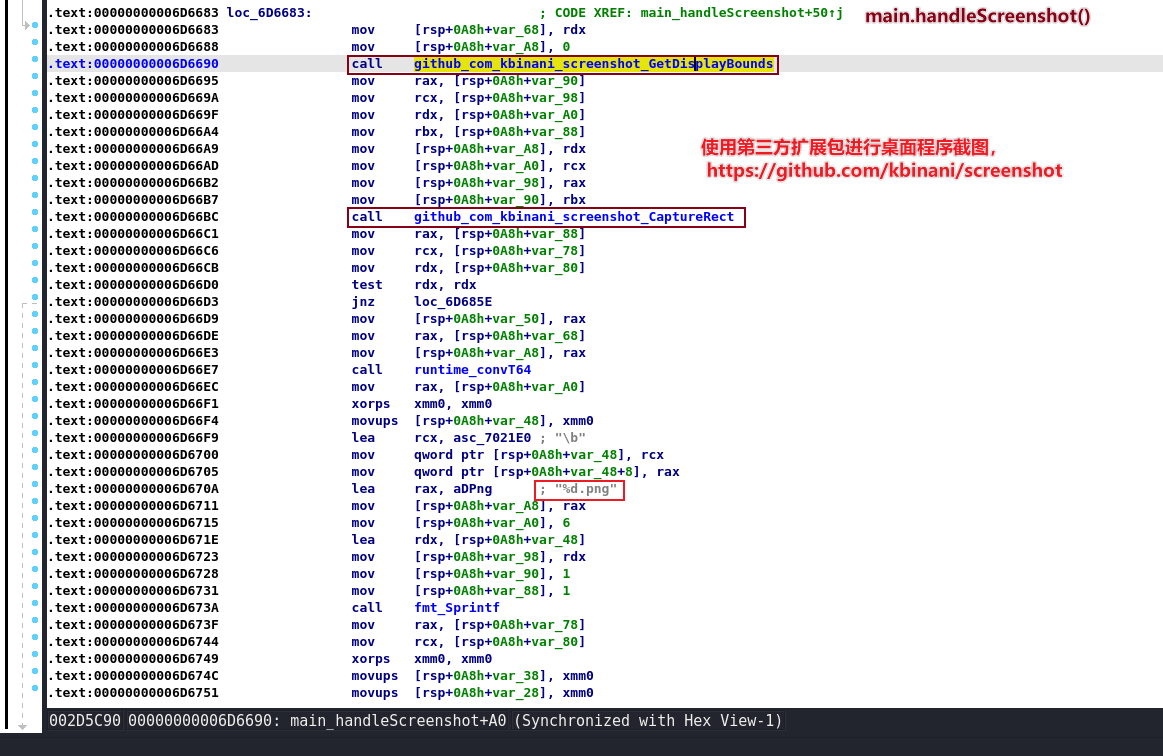 .text:00000000006D6683 loc_6D6683: ; CODE XREF: main_handleScreenshot+50↑j
main.handleScreenshot()
.text:00000000006D6683 mov [rsp+0A8h+var_68], rdx
.text:00000000006D6688 mov [rsp+0A8h+var_A8], 0
.text:00000000006D6690 call github_com_kbinani_screenshot_GetDisplayBounds
.text:00000000006D6695 mov rax, [rsp+0A8h+var_90]
.text:00000000006D669A mov rcx, [rsp+0A8h+var_98]
.text:00000000006D669F mov rdx, [rsp+0A8h+var_A0]
.text:00000000006D66A4 mov rbx, [rsp+0A8h+var_88]
.text:00000000006D66A9 mov [rsp+0A8h+var_A8], rdx
.text:00000000006D66AD mov [rsp+0A8h+var_A0], rcx
.text:00000000006D66B2 mov [rsp+0A8h+var_98], rax
.text:00000000006D66B7 mov [rsp+0A8h+var_90], rbx
使用第三方扩展包进行桌面程序截图，
https://github.com/kbinani/screenshot
.text:00000000006D66BC call github_com_kbinani_screenshot_CaptureRect
.text:00000000006D66C1 mov rax, [rsp+0A8h+var_88]
.text:00000000006D66C6 mov rcx, [rsp+0A8h+var_78]
.text:00000000006D66CB mov rdx, [rsp+0A8h+var_80]
.text:00000000006D66D0 test rdx, rdx
.text:00000000006D66D3 jnz loc_6D685E
.text:00000000006D66D9 mov [rsp+0A8h+var_50], rax
.text:00000000006D66DE mov rax, [rsp+0A8h+var_68]
.text:00000000006D66E3 mov [rsp+0A8h+var_A8], rax
.text:00000000006D66E7 call runtime_convT64
.text:00000000006D66EC mov rax, [rsp+0A8h+var_A0]
.text:00000000006D66F1 xorps xmm0, xmm0
.text:00000000006D66F4 movups [rsp+0A8h+var_48], xmm0
.text:00000000006D66F9 lea rcx, asc_7021E0 ; "\b"
.text:00000000006D6700 mov qword ptr [rsp+0A8h+var_48], rcx
.text:00000000006D6705 mov qword ptr [rsp+0A8h+var_48+8], rax
.text:00000000006D670A lea rax, aDPng ; "%d.png"
.text:00000000006D6711 mov [rsp+0A8h+var_A8], rax
.text:00000000006D6715 mov [rsp+0A8h+var_A0], 6
.text:00000000006D671E lea rdx, [rsp+0A8h+var_48]
.text:00000000006D6723 mov [rsp+0A8h+var_98], rdx
.text:00000000006D6728 mov [rsp+0A8h+var_90], 1
.text:00000000006D6731 mov [rsp+0A8h+var_88], 1
.text:00000000006D673A call fmt_Sprintf
.text:00000000006D673F mov rax, [rsp+0A8h+var_78]
.text:00000000006D6744 mov rcx, [rsp+0A8h+var_80]
.text:00000000006D6749 xorps xmm0, xmm0
.text:00000000006D674C movups [rsp+0A8h+var_38], xmm0
.text:00000000006D6751 movups [rsp+0A8h+var_28], xmm0
002D5C90 00000000006D6690: main_handleScreenshot+A0 (Synchronized with Hex View-1)